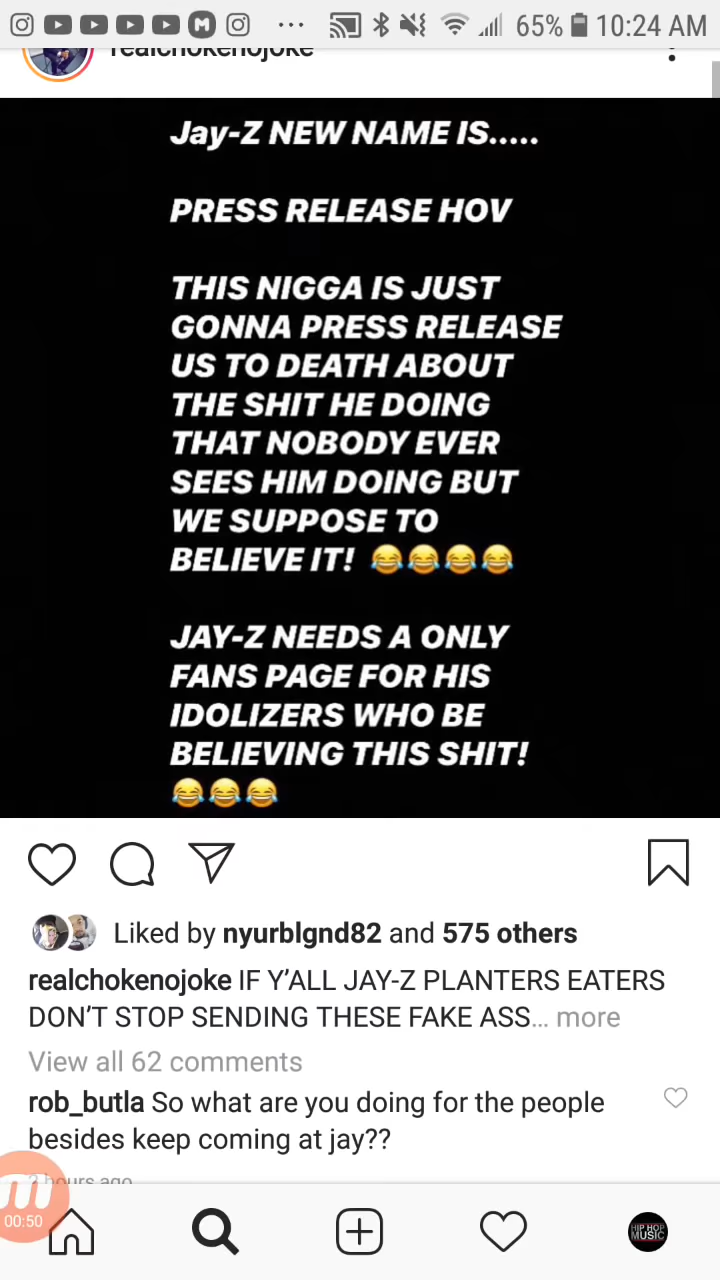 65% 10:24 AM
realchokenojoke
Jay-Z NEW NAME IS.....
PRESS RELEASE HOV
THIS NIGGA IS JUST
GONNA PRESS RELEASE
US TO DEATH ABOUT
THE SHIT HE DOING
THAT NOBODY EVER
SEES HIM DOING BUT
WE SUPPOSE TO
BELIEVE IT! 😂😂😂😂
JAY-Z NEEDS A ONLY
FANS PAGE FOR HIS
IDOLIZERS WHO BE
BELIEVING THIS SHIT!
😂😂😂
Liked by nyurblgnd82 and 575 others
realchokenojoke IF Y'ALL JAY-Z PLANTERS EATERS
DON'T STOP SENDING THESE FAKE ASS... more
View all 62 comments
rob_butla So what are you doing for the people
besides keep coming at jay??
2 hours ago
00:50
HIP HOP
MUSIC